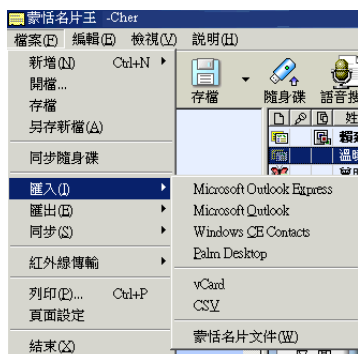 蒙恬名片王 -Cher
檔案(F) 編輯(E) 檢視(V) 說明(H)
新增(N) Ctrl+N
開檔...
存檔
另存新檔(A)
同步隨身碟
匯入(I)
匯出(E)
同步(S)
紅外線傳輸
列印(P)... Ctrl+P
頁面設定
結束(X)
存檔 隨身碟 語音搜
姓
Microsoft Outlook Express
Microsoft Outlook
Windows CE Contacts
Palm Desktop
vCard
CSV
蒙恬名片文件(W)